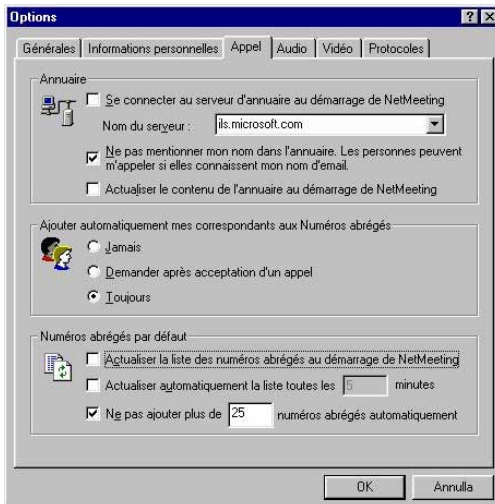 Options
Générales Informations personnelles Appel Audio Vidéo Protocoles
Annuaire
Se connecter au serveur d'annuaire au démarrage de NetMeeting
Nom du serveur : ils.microsoft.com
Ne pas mentionner mon nom dans l'annuaire. Les personnes peuvent
m'appeler si elles connaissent mon nom d'email.
Actualiser le contenu de l'annuaire au démarrage de NetMeeting
Ajouter automatiquement mes correspondants aux Numéros abrégés
Jamais
Demander après acceptation d'un appel
Toujours
Numéros abrégés par défaut
Actualiser la liste des numéros abrégés au démarrage de NetMeeting
Actualiser automatiquement la liste toutes les 5 minutes
Ne pas ajouter plus de 25 numéros abrégés automatiquement
OK Annulla